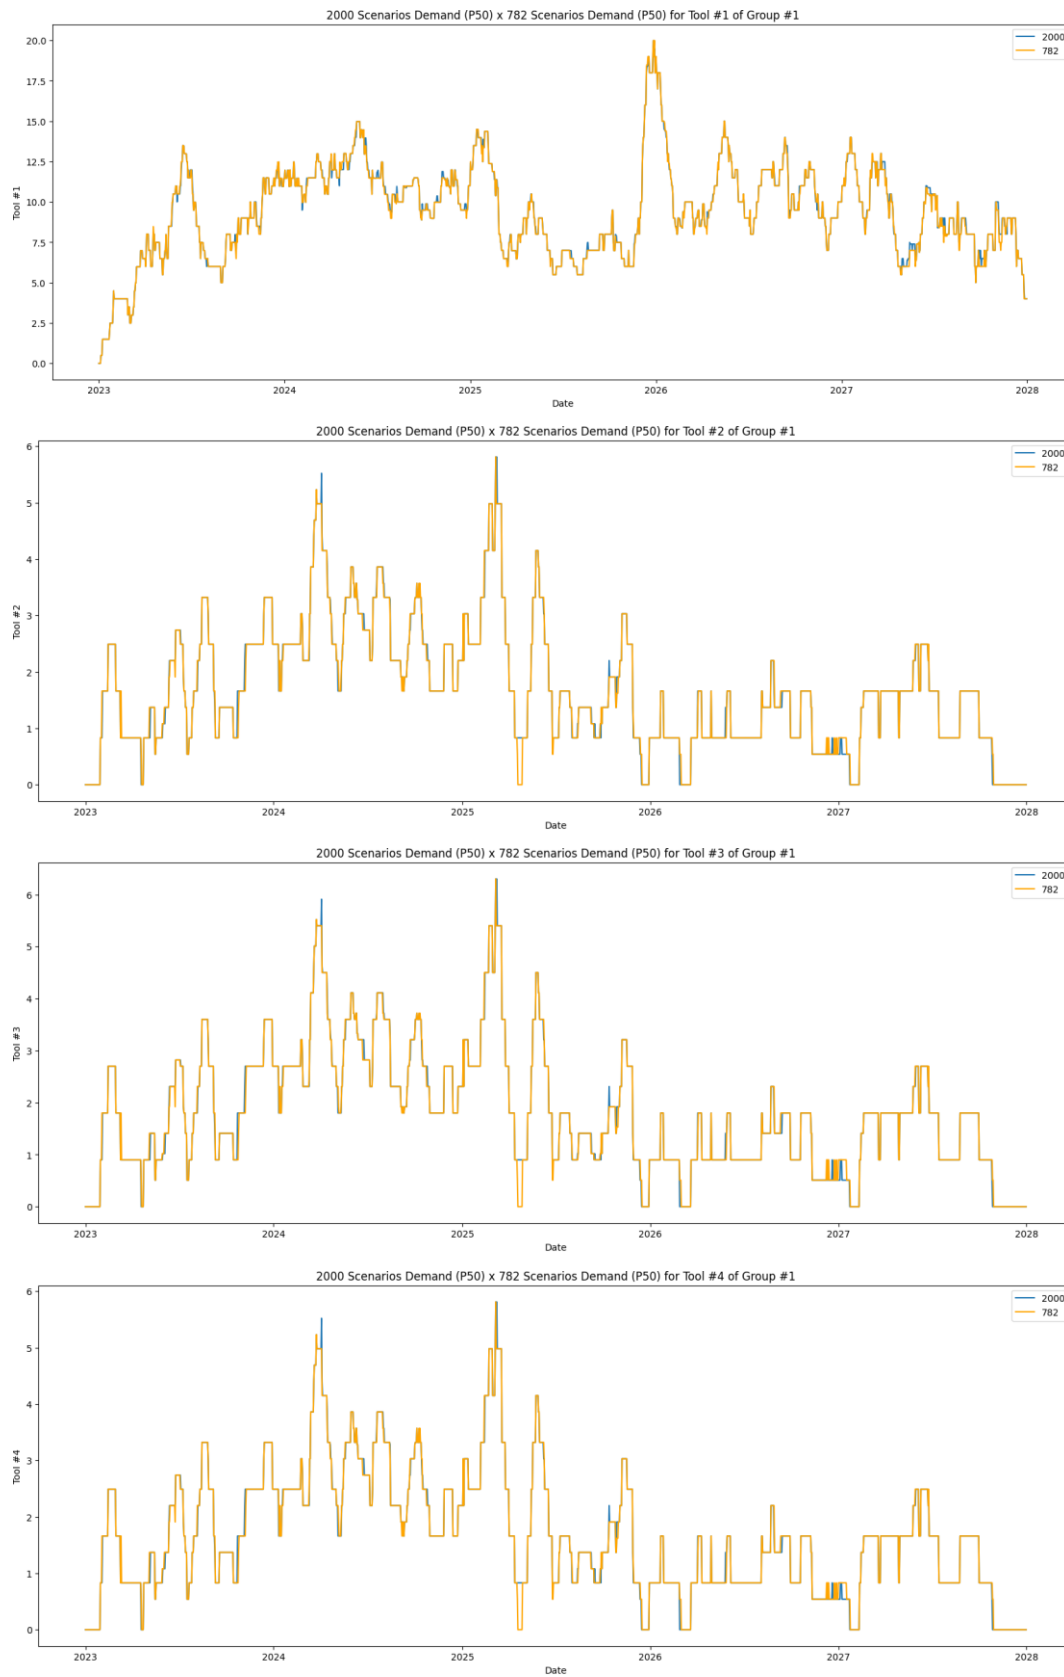 2000 Scenarios Demand (P50) x 782 Scenarios Demand (P50) for Tool #1 of Group #1
2000
782
20.0
17.5
15.0
12.5
10.0
7.5
5.0
2.5
0.0
Tool #1
2023 2024 2025 2026 2027 2028
Date
2000 Scenarios Demand (P50) x 782 Scenarios Demand (P50) for Tool #2 of Group #1
2000
782
6
5
4
3
2
1
0
Tool #2
2023 2024 2025 2026 2027 2028
Date
2000 Scenarios Demand (P50) x 782 Scenarios Demand (P50) for Tool #3 of Group #1
2000
782
6
5
4
3
2
1
0
Tool #3
2023 2024 2025 2026 2027 2028
Date
2000 Scenarios Demand (P50) x 782 Scenarios Demand (P50) for Tool #4 of Group #1
2000
782
6
5
4
3
2
1
0
Tool #4
2023 2024 2025 2026 2027 2028
Date